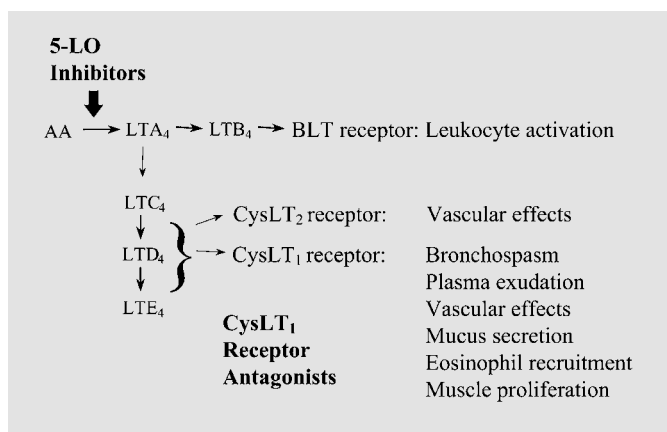 5-LO
Inhibitors
AA → LTA₄ → LTB₄ → BLT receptor: Leukocyte activation
LTC₄
CysLT₂ receptor: Vascular effects
LTD₄
CysLT₁ receptor: Bronchospasm
Plasma exudation
LTE₄
Vascular effects
CysLT₁
Mucus secretion
Receptor
Eosinophil recruitment
Antagonists
Muscle proliferation